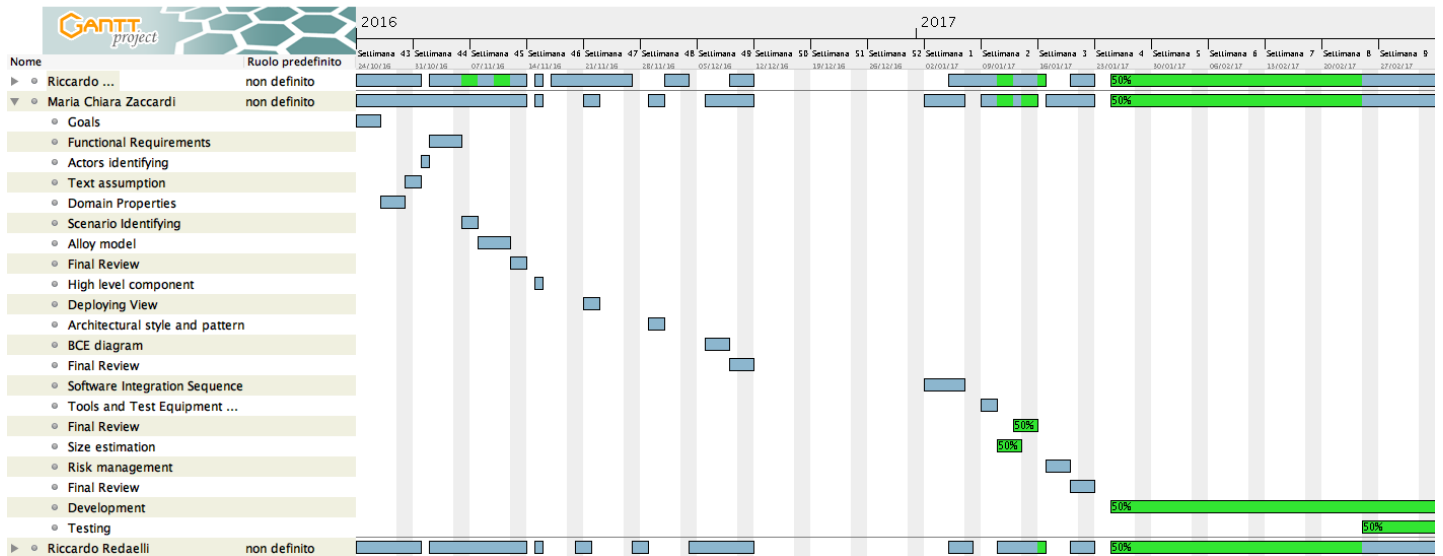 GANTT
project
2016
2017
Nome
Ruolo predefinito
Settimana 43
Settimana 44
Settimana 45
Settimana 46
Settimana 47
Settimana 48
Settimana 49
Settimana 50
Settimana 51
Settimana 52
Settimana 1
Settimana 2
Settimana 3
Settimana 4
Settimana 5
Settimana 6
Settimana 7
Settimana 8
Settimana 9
24/10/16
31/10/16
07/11/16
14/11/16
21/11/16
28/11/16
05/12/16
12/12/16
19/12/16
26/12/16
02/01/17
09/01/17
16/01/17
23/01/17
30/01/17
06/02/17
13/02/17
20/02/17
27/02/17
Riccardo ... non definito 50%
Maria Chiara Zaccardi non definito 50%
Goals
Functional Requirements
Actors identifying
Text assumption
Domain Properties
Scenario Identifying
Alloy model
Final Review
High level component
Deploying View
Architectural style and pattern
BCE diagram
Final Review
Software Integration Sequence
Tools and Test Equipment ...
Final Review 50%
Size estimation 50%
Risk management
Final Review
Development 50%
Testing 50%
Riccardo Redaelli non definito 50%